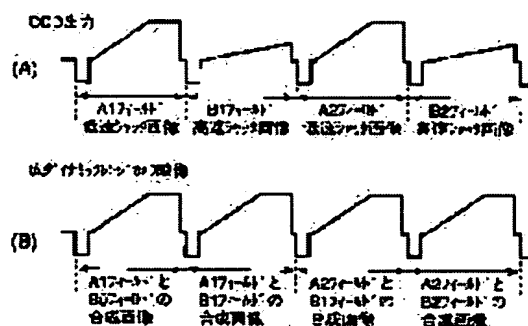 CCD出力
(A)
A1フィールド
低速シャッタ画像
B1フィールド
高速シャッタ画像
A2フィールド
低速シャッタ画像
B2フィールド
高速シャッタ画像
広ダイナミックレンジカメラ映像
(B)
A1フィールドと
B0フィールドの
合成画像
A1フィールドと
B1フィールドの
合成画像
A2フィールドと
B1フィールドの
合成画像
A2フィールドと
B2フィールドの
合成画像